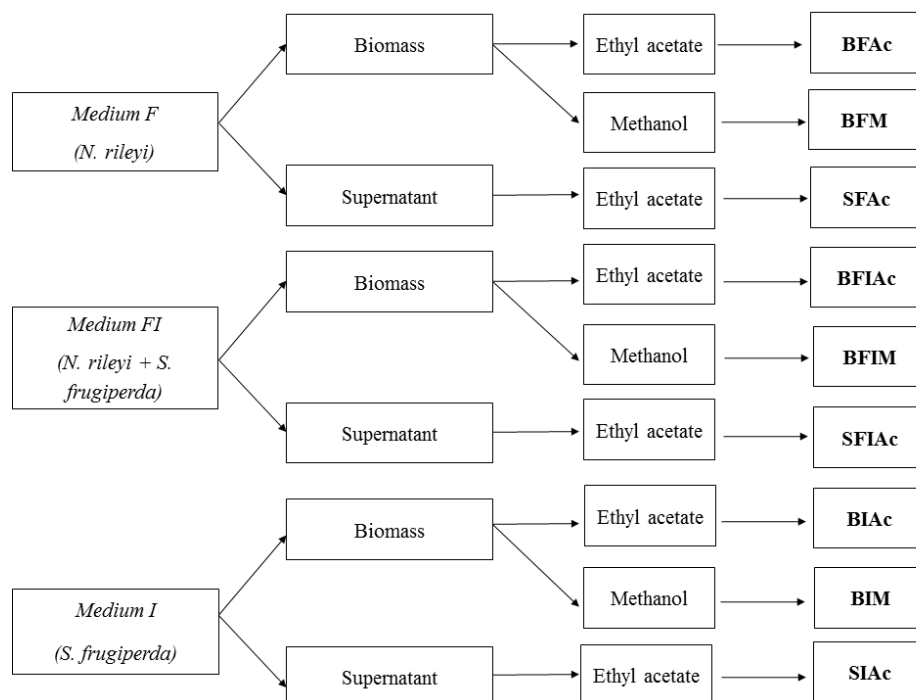 Biomass
Ethyl acetate
BFAc
Medium F
(N. rileyi)
Methanol
BFM
Supernatant
Ethyl acetate
SFAc
Biomass
Ethyl acetate
BFIAc
Medium FI
(N. rileyi + S.
frugiperda)
Methanol
BFIM
Supernatant
Ethyl acetate
SFIAc
Biomass
Ethyl acetate
BIAc
Medium I
(S. frugiperda)
Methanol
BIM
Supernatant
Ethyl acetate
SIAc